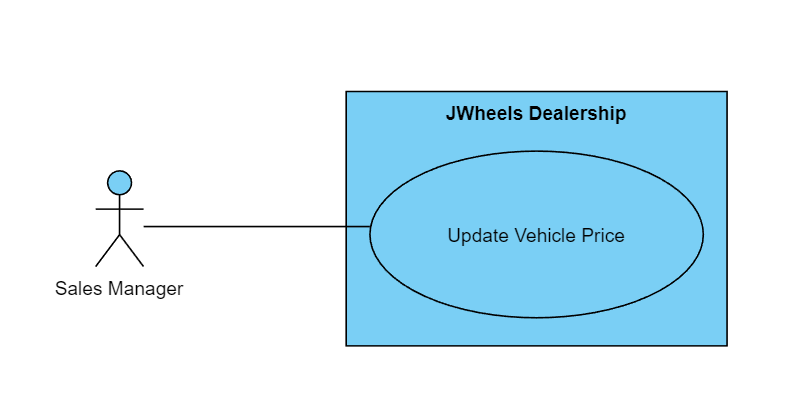 JWheels Dealership
Update Vehicle Price
Sales Manager